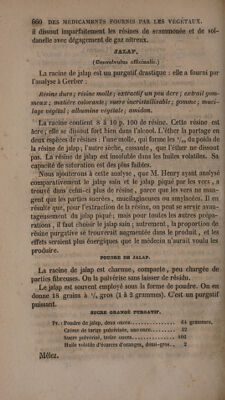 660 DES MÉDICAMENTS FOURNIS PAR LES VÉGÉTAUX.
il dissout imparfaitement les résines de scammonée et de sol-
danelle avec dégagement de gaz nitreux.
JALAP,
(Convolvulus officinalis.)
La racine de jalap est un purgatif drastique : elle a fourni par
l'analyse à Gerber :
Résine dure; résine molle; extractif un peu âcre; extrait gom-
meux; matière colorante; sucre incristallisable; gomme; muci-
lage végétal; albumine végétale; amidon.
La racine contient 8 à 10 p. 100 de résine. Cette résine est
âcre; elle se dissout fort bien dans l'alcool. L'éther la partage en
deux espèces de résines : l'une molle, qui forme les du poids de
la résine de jalap; l'autre sèche, cassante, que l'éther ne dissout
pas. La résine de jalap est insoluble dans les huiles volatiles. Sa
capacité de saturation est des plus faibles.
Nous ajouterons à cette analyse, que M. Henry ayant analysé
comparativement le jalap sain et le jalap piqué par les vers, a
trouvé dans celui-ci plus de résine, parce que les vers ne man-
gent que les parties sucrées, mucilagineuses ou amylacées. Il en
résulte que, pour l'extraction de la résine, on peut se servir avan-
tageusement du jalap piqué; mais pour toutes les autres prépa-
rations, il faut choisir le jalap sain : autrement, la proportion de
résine purgative se trouverait augmentée dans le produit, et les
effets seraient plus énergiques que le médecin n'aurait voulu les
produire.
POUDRE DE JALAP.
La racine de jalap est charnue, compacte, peu chargée de
parties fibreuses. On la pulvérise sans laisser de résidu.
Le jalap est souvent employé sous la forme de poudre. On en
donne 18 grains à ½ gros (1 à 2 grammes). C'est un purgatif
puissant.
SUCRE ORANGÉ PURGATIF.
Pr. : Poudre de jalap, deux onces 64 grammes.
Crème de tartre pulvérisée, une once 32
Sucre pulvérisé, treize onces
Huile volatile d'écorces d'oranges, demi-gros 2
Mêlez.